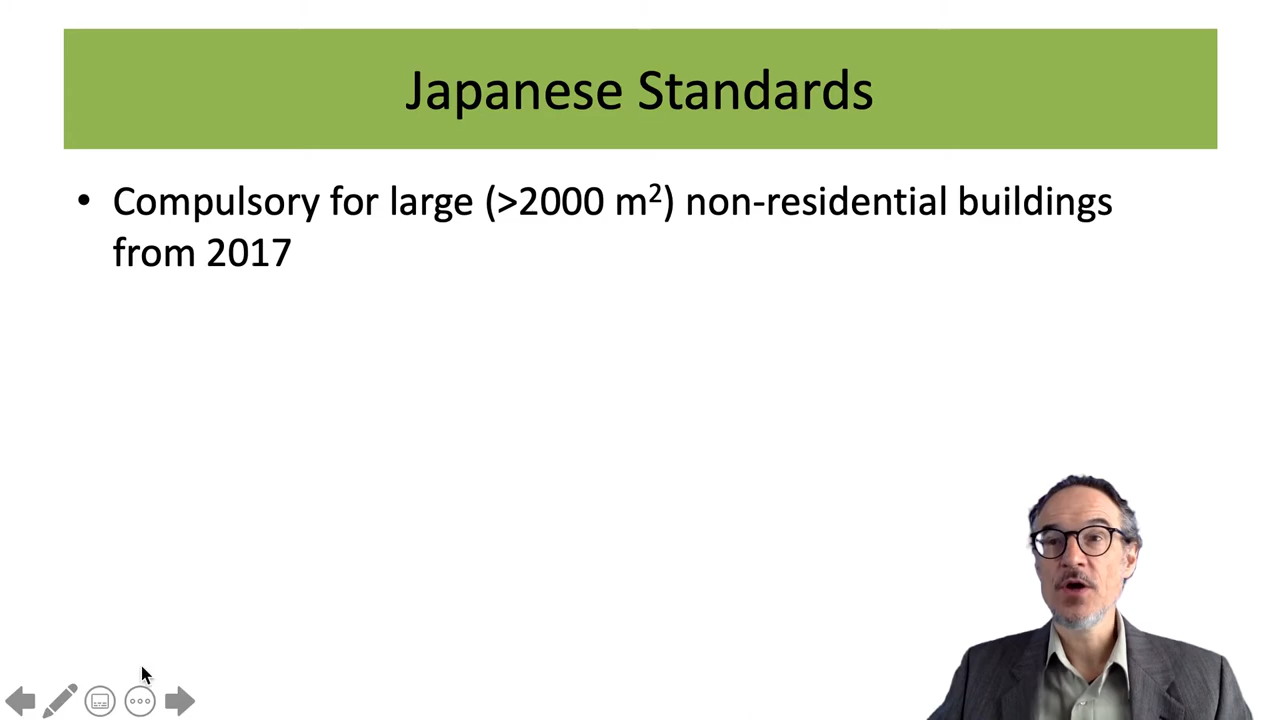 Japanese Standards
• Compulsory for large (>2000 m²) non-residential buildings
from 2017